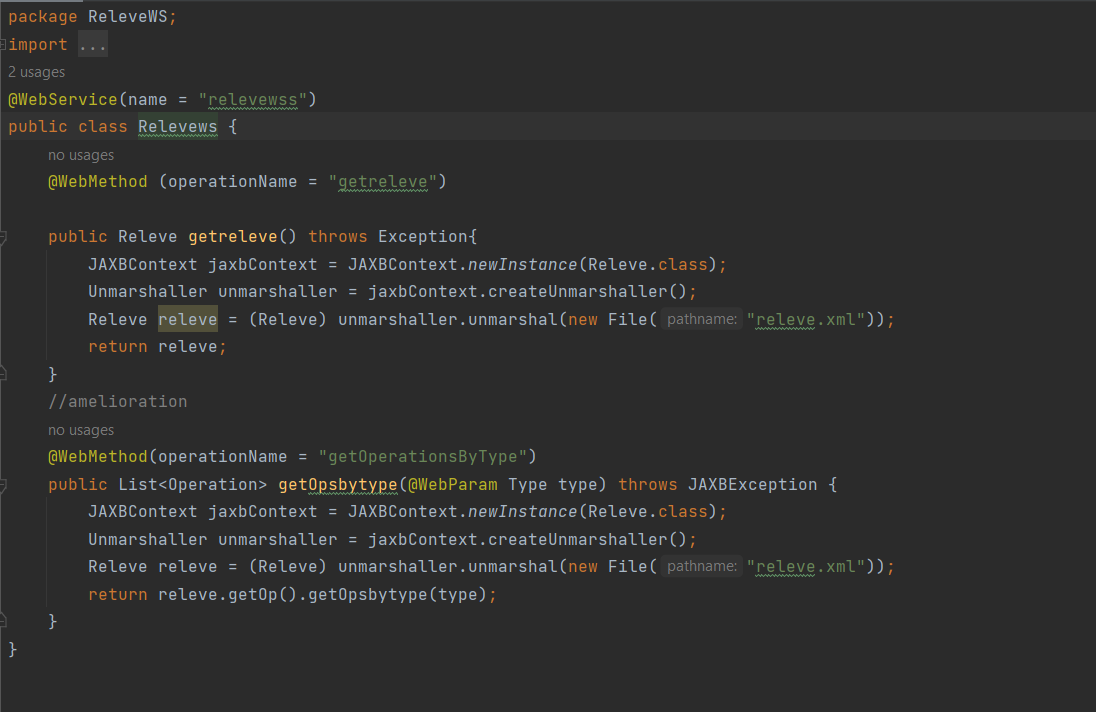 package ReleveWS;
import ...
2 usages
@WebService(name = "relevewss")
public class Relevews {
no usages
@WebMethod (operationName = "getreleve")
public Releve getreleve() throws Exception{
JAXBContext jaxbContext = JAXBContext.newInstance(Releve.class);
Unmarshaller unmarshaller = jaxbContext.createUnmarshaller();
Releve releve = (Releve) unmarshaller.unmarshal(new File( pathname: "releve.xml"));
return releve;
}
//amelioration
no usages
@WebMethod(operationName = "getOperationsByType")
public List<Operation> getOpsbytype(@WebParam Type type) throws JAXBException {
JAXBContext jaxbContext = JAXBContext.newInstance(Releve.class);
Unmarshaller unmarshaller = jaxbContext.createUnmarshaller();
Releve releve = (Releve) unmarshaller.unmarshal(new File( pathname: "releve.xml"));
return releve.getOp().getOpsbytype(type);
}
}